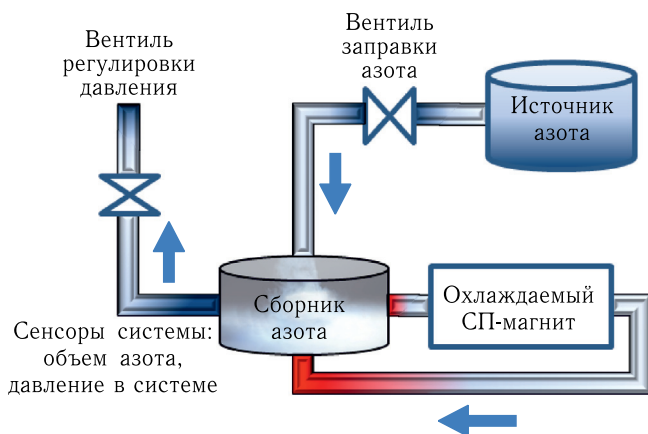 Вентиль
регулировки
давления
Вентиль
заправки
азота
Источник
азота
Сборник
азота
Охлаждаемый
СП-магнит
Сенсоры системы:
объем азота,
давление в системе